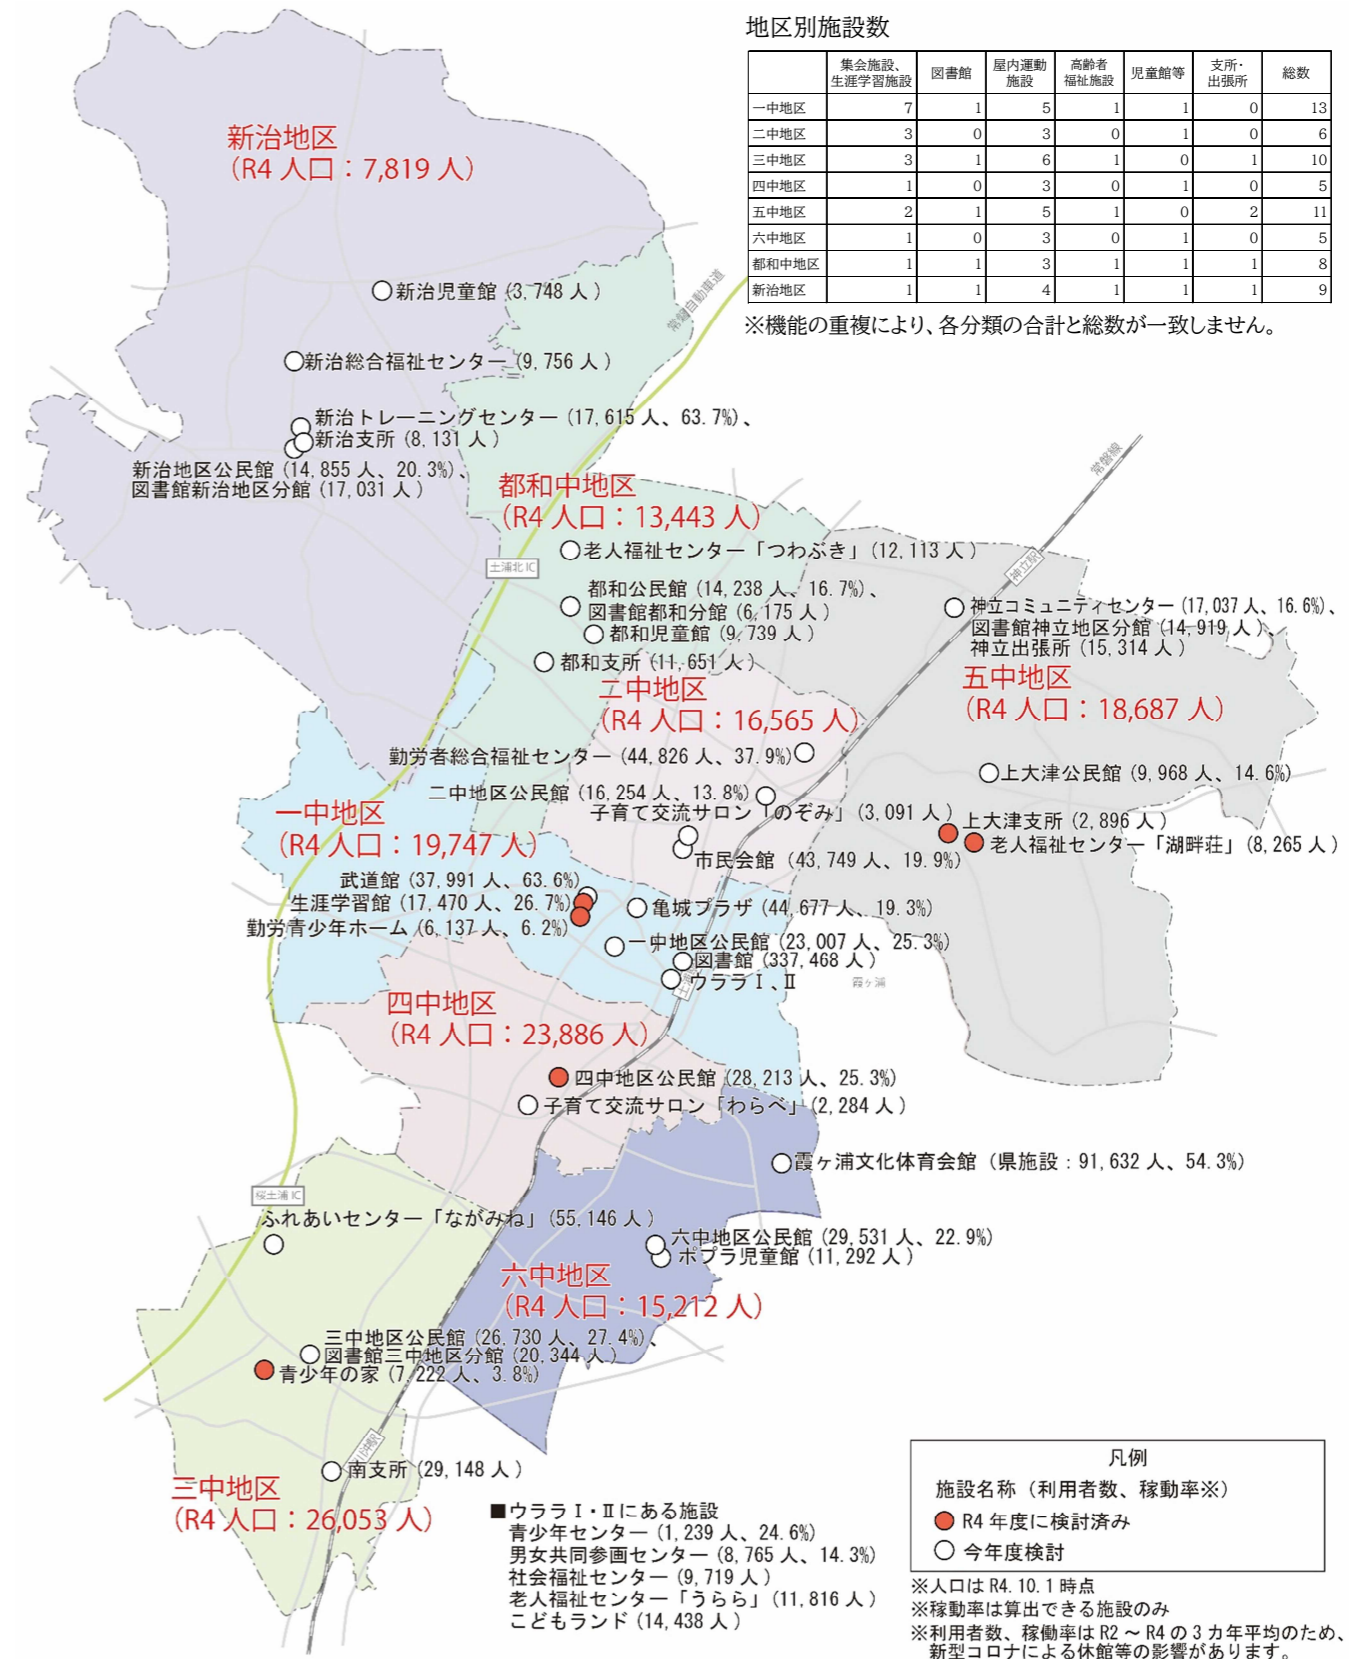 地区別施設数
集会施設、生涯学習施設 図書館 屋内運動施設 高齢者福祉施設 児童館等 支所・出張所 総数
一中地区 7 1 5 1 1 0 13
二中地区 3 0 3 0 1 0 6
三中地区 3 1 6 1 0 1 10
四中地区 1 0 3 0 1 0 5
五中地区 2 1 5 1 0 2 11
六中地区 1 0 3 0 1 0 5
都和中地区 1 1 3 1 1 1 8
新治地区 1 1 4 1 1 1 9
※機能の重複により、各分類の合計と総数が一致しません。
新治地区
(R4 人口：7,819 人)
新治児童館 (3,748 人)
常磐自動車道
新治総合福祉センター (9,756 人)
新治トレーニングセンター (17,615 人、63.7%)、
新治支所 (8,131 人)
新治地区公民館 (14,855 人、20.3%)、
図書館新治地区分館 (17,031 人)
常磐線
都和中地区
(R4 人口：13,443 人)
土浦北 IC
神立駅
老人福祉センター「つわぶき」(12,113 人)
都和公民館 (14,238 人、16.7%)、
図書館都和分館 (6,175 人)
都和児童館 (9,739 人)
都和支所 (11,651 人)
神立コミュニティセンター (17,037 人、16.6%)、
図書館神立地区分館 (14,919 人)、
神立出張所 (15,314 人)
二中地区
(R4 人口：16,565 人)
五中地区
(R4 人口：18,687 人)
勤労者総合福祉センター (44,826 人、37.9%)
上大津公民館 (9,968 人、14.6%)
二中地区公民館 (16,254 人、13.8%)
子育て交流サロン「のぞみ」(3,091 人)
上大津支所 (2,896 人)
老人福祉センター「湖畔荘」(8,265 人)
市民会館 (43,749 人、19.9%)
一中地区
(R4 人口：19,747 人)
武道館 (37,991 人、63.6%)
生涯学習館 (17,470 人、26.7%)
勤労青少年ホーム (6,137 人、6.2%)
亀城プラザ (44,677 人、19.3%)
一中地区公民館 (23,007 人、25.3%)
図書館 (337,468 人)
ウララⅠ、Ⅱ
霞ヶ浦
四中地区
(R4 人口：23,886 人)
四中地区公民館 (28,213 人、25.3%)
子育て交流サロン「わらべ」(2,284 人)
霞ヶ浦文化体育会館 (県施設：91,632 人、54.3%)
桜土浦 IC
ふれあいセンター「ながみね」(55,146 人)
六中地区公民館 (29,531 人、22.9%)
ポプラ児童館 (11,292 人)
六中地区
(R4 人口：15,212 人)
三中地区公民館 (26,730 人、27.4%)、
図書館三中地区分館 (20,344 人)
青少年の家 (7,222 人、3.8%)
南支所 (29,148 人)
三中地区
(R4 人口：26,053 人)
■ウララⅠ・Ⅱにある施設
青少年センター (1,239 人、24.6%)
男女共同参画センター (8,765 人、14.3%)
社会福祉センター (9,719 人)
老人福祉センター「うらら」(11,816 人)
こどもランド (14,438 人)
凡例
施設名称 (利用者数、稼動率※)
R4 年度に検討済み
今年度検討
※人口は R4.10.1 時点
※稼動率は算出できる施設のみ
※利用者数、稼働率は R2 ～ R4 の 3 カ年平均のため、
新型コロナによる休館等の影響があります。